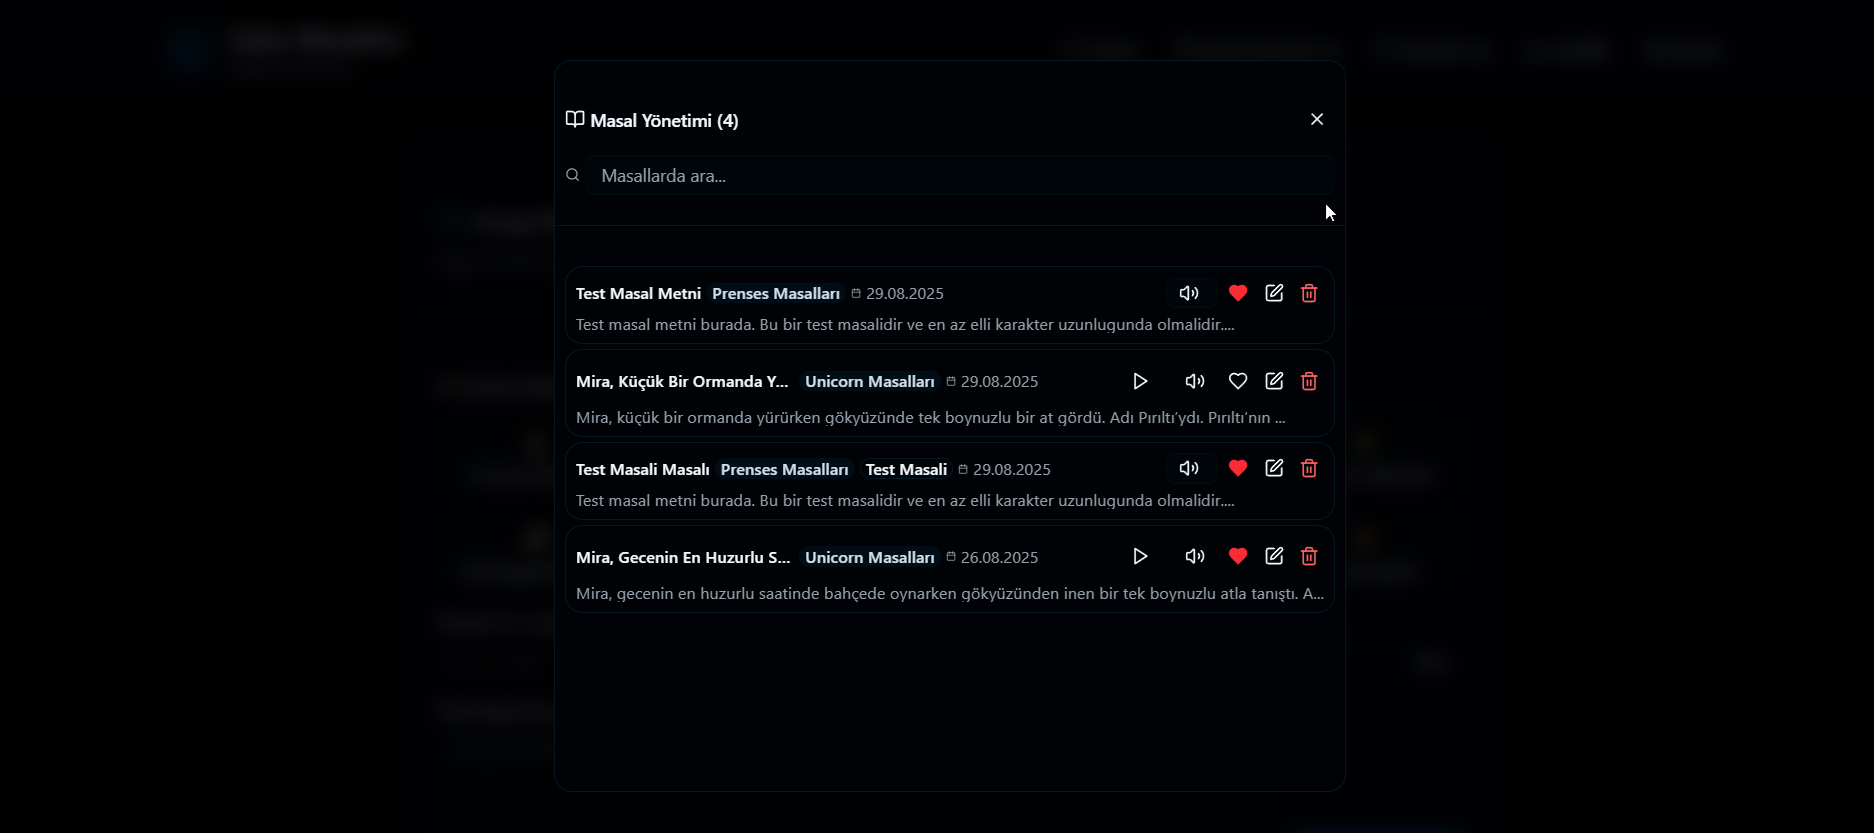 Masal Yönetimi (4)
Masallarda ara...
Test Masal Metni Prenses Masalları 29.08.2025
Test masal metni burada. Bu bir test masalidir ve en az elli karakter uzunlugunda olmalidir....
Mira, Küçük Bir Ormanda Y... Unicorn Masalları 29.08.2025
Mira, küçük bir ormanda yürürken gökyüzünde tek boynuzlu bir at gördü. Adı Pırıltı’ydı. Pırıltı’nın ...
Test Masali Masalı Prenses Masalları Test Masali 29.08.2025
Test masal metni burada. Bu bir test masalidir ve en az elli karakter uzunlugunda olmalidir....
Mira, Gecenin En Huzurlu S... Unicorn Masalları 26.08.2025
Mira, gecenin en huzurlu saatinde bahçede oynarken gökyüzünden inen bir tek boynuzlu atla tanıştı. A...